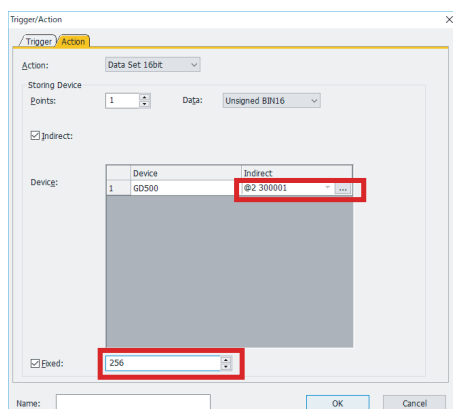 Trigger/Action
Trigger Action
Action: Data Set 16bit
Storing Device
Points: 1 Data: Unsigned BIN16
Indirect:
Device:
Device Indirect
1 GD500 @2 300001 ...
Fixed: 256
Name: OK Cancel